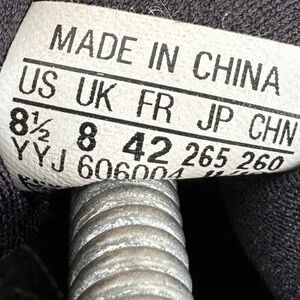 MADE IN CHINA
US UK FR JP CHN
8½ 8 42 265 260
YYJ 606004